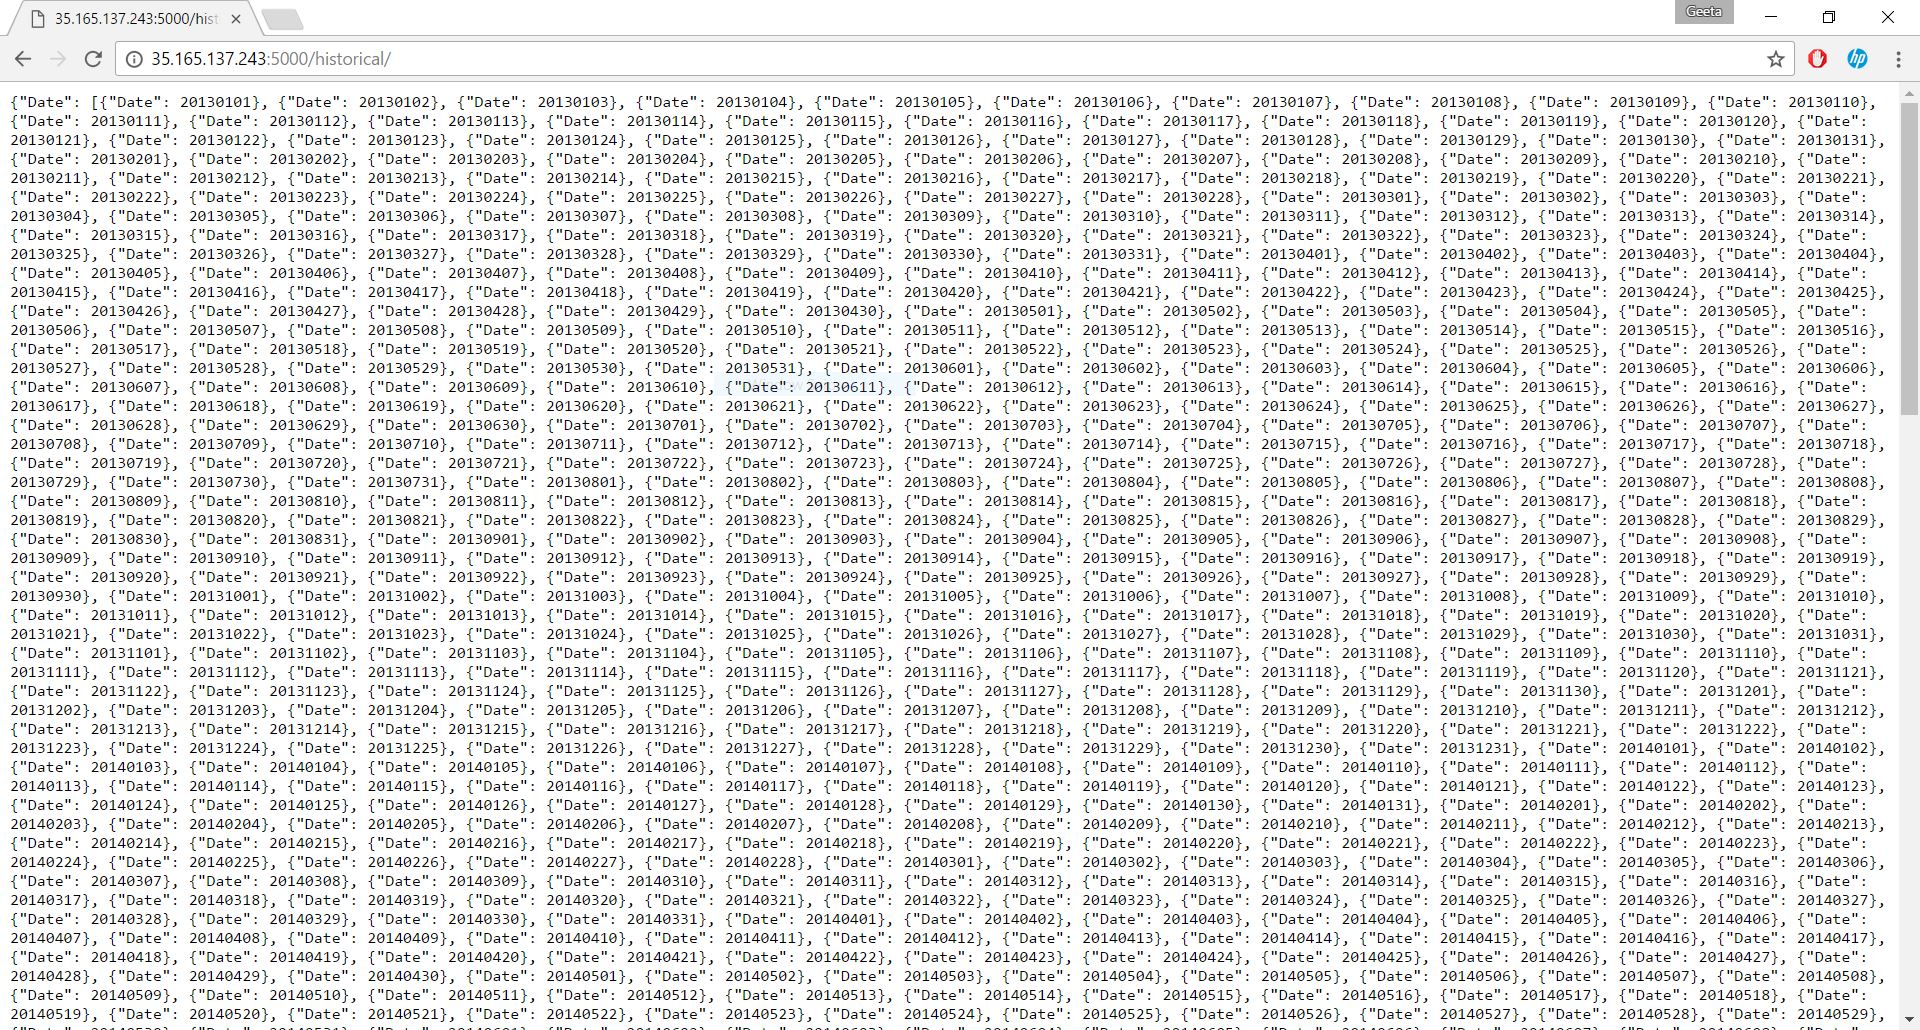 35.165.137.243:5000/hist
Geeta
35.165.137.243:5000/historical/
{"Date": [{"Date": 20130101}, {"Date": 20130102}, {"Date": 20130103}, {"Date": 20130104}, {"Date": 20130105}, {"Date": 20130106}, {"Date": 20130107}, {"Date": 20130108}, {"Date": 20130109}, {"Date": 20130110},
{"Date": 20130111}, {"Date": 20130112}, {"Date": 20130113}, {"Date": 20130114}, {"Date": 20130115}, {"Date": 20130116}, {"Date": 20130117}, {"Date": 20130118}, {"Date": 20130119}, {"Date": 20130120}, {"Date":
20130121}, {"Date": 20130122}, {"Date": 20130123}, {"Date": 20130124}, {"Date": 20130125}, {"Date": 20130126}, {"Date": 20130127}, {"Date": 20130128}, {"Date": 20130129}, {"Date": 20130130}, {"Date": 20130131},
{"Date": 20130201}, {"Date": 20130202}, {"Date": 20130203}, {"Date": 20130204}, {"Date": 20130205}, {"Date": 20130206}, {"Date": 20130207}, {"Date": 20130208}, {"Date": 20130209}, {"Date": 20130210}, {"Date":
20130211}, {"Date": 20130212}, {"Date": 20130213}, {"Date": 20130214}, {"Date": 20130215}, {"Date": 20130216}, {"Date": 20130217}, {"Date": 20130218}, {"Date": 20130219}, {"Date": 20130220}, {"Date": 20130221},
{"Date": 20130222}, {"Date": 20130223}, {"Date": 20130224}, {"Date": 20130225}, {"Date": 20130226}, {"Date": 20130227}, {"Date": 20130228}, {"Date": 20130301}, {"Date": 20130302}, {"Date": 20130303}, {"Date":
20130304}, {"Date": 20130305}, {"Date": 20130306}, {"Date": 20130307}, {"Date": 20130308}, {"Date": 20130309}, {"Date": 20130310}, {"Date": 20130311}, {"Date": 20130312}, {"Date": 20130313}, {"Date": 20130314},
{"Date": 20130315}, {"Date": 20130316}, {"Date": 20130317}, {"Date": 20130318}, {"Date": 20130319}, {"Date": 20130320}, {"Date": 20130321}, {"Date": 20130322}, {"Date": 20130323}, {"Date": 20130324}, {"Date":
20130325}, {"Date": 20130326}, {"Date": 20130327}, {"Date": 20130328}, {"Date": 20130329}, {"Date": 20130330}, {"Date": 20130331}, {"Date": 20130401}, {"Date": 20130402}, {"Date": 20130403}, {"Date": 20130404},
{"Date": 20130405}, {"Date": 20130406}, {"Date": 20130407}, {"Date": 20130408}, {"Date": 20130409}, {"Date": 20130410}, {"Date": 20130411}, {"Date": 20130412}, {"Date": 20130413}, {"Date": 20130414}, {"Date":
20130415}, {"Date": 20130416}, {"Date": 20130417}, {"Date": 20130418}, {"Date": 20130419}, {"Date": 20130420}, {"Date": 20130421}, {"Date": 20130422}, {"Date": 20130423}, {"Date": 20130424}, {"Date": 20130425},
{"Date": 20130426}, {"Date": 20130427}, {"Date": 20130428}, {"Date": 20130429}, {"Date": 20130430}, {"Date": 20130501}, {"Date": 20130502}, {"Date": 20130503}, {"Date": 20130504}, {"Date": 20130505}, {"Date":
20130506}, {"Date": 20130507}, {"Date": 20130508}, {"Date": 20130509}, {"Date": 20130510}, {"Date": 20130511}, {"Date": 20130512}, {"Date": 20130513}, {"Date": 20130514}, {"Date": 20130515}, {"Date": 20130516},
{"Date": 20130517}, {"Date": 20130518}, {"Date": 20130519}, {"Date": 20130520}, {"Date": 20130521}, {"Date": 20130522}, {"Date": 20130523}, {"Date": 20130524}, {"Date": 20130525}, {"Date": 20130526}, {"Date":
20130527}, {"Date": 20130528}, {"Date": 20130529}, {"Date": 20130530}, {"Date": 20130531}, {"Date": 20130601}, {"Date": 20130602}, {"Date": 20130603}, {"Date": 20130604}, {"Date": 20130605}, {"Date": 20130606},
{"Date": 20130607}, {"Date": 20130608}, {"Date": 20130609}, {"Date": 20130610}, {"Date": 20130611}, {"Date": 20130612}, {"Date": 20130613}, {"Date": 20130614}, {"Date": 20130615}, {"Date": 20130616}, {"Date":
20130617}, {"Date": 20130618}, {"Date": 20130619}, {"Date": 20130620}, {"Date": 20130621}, {"Date": 20130622}, {"Date": 20130623}, {"Date": 20130624}, {"Date": 20130625}, {"Date": 20130626}, {"Date": 20130627},
{"Date": 20130628}, {"Date": 20130629}, {"Date": 20130630}, {"Date": 20130701}, {"Date": 20130702}, {"Date": 20130703}, {"Date": 20130704}, {"Date": 20130705}, {"Date": 20130706}, {"Date": 20130707}, {"Date":
20130708}, {"Date": 20130709}, {"Date": 20130710}, {"Date": 20130711}, {"Date": 20130712}, {"Date": 20130713}, {"Date": 20130714}, {"Date": 20130715}, {"Date": 20130716}, {"Date": 20130717}, {"Date": 20130718},
{"Date": 20130719}, {"Date": 20130720}, {"Date": 20130721}, {"Date": 20130722}, {"Date": 20130723}, {"Date": 20130724}, {"Date": 20130725}, {"Date": 20130726}, {"Date": 20130727}, {"Date": 20130728}, {"Date":
20130729}, {"Date": 20130730}, {"Date": 20130731}, {"Date": 20130801}, {"Date": 20130802}, {"Date": 20130803}, {"Date": 20130804}, {"Date": 20130805}, {"Date": 20130806}, {"Date": 20130807}, {"Date": 20130808},
{"Date": 20130809}, {"Date": 20130810}, {"Date": 20130811}, {"Date": 20130812}, {"Date": 20130813}, {"Date": 20130814}, {"Date": 20130815}, {"Date": 20130816}, {"Date": 20130817}, {"Date": 20130818}, {"Date":
20130819}, {"Date": 20130820}, {"Date": 20130821}, {"Date": 20130822}, {"Date": 20130823}, {"Date": 20130824}, {"Date": 20130825}, {"Date": 20130826}, {"Date": 20130827}, {"Date": 20130828}, {"Date": 20130829},
{"Date": 20130830}, {"Date": 20130831}, {"Date": 20130901}, {"Date": 20130902}, {"Date": 20130903}, {"Date": 20130904}, {"Date": 20130905}, {"Date": 20130906}, {"Date": 20130907}, {"Date": 20130908}, {"Date":
20130909}, {"Date": 20130910}, {"Date": 20130911}, {"Date": 20130912}, {"Date": 20130913}, {"Date": 20130914}, {"Date": 20130915}, {"Date": 20130916}, {"Date": 20130917}, {"Date": 20130918}, {"Date": 20130919},
{"Date": 20130920}, {"Date": 20130921}, {"Date": 20130922}, {"Date": 20130923}, {"Date": 20130924}, {"Date": 20130925}, {"Date": 20130926}, {"Date": 20130927}, {"Date": 20130928}, {"Date": 20130929}, {"Date":
20130930}, {"Date": 20131001}, {"Date": 20131002}, {"Date": 20131003}, {"Date": 20131004}, {"Date": 20131005}, {"Date": 20131006}, {"Date": 20131007}, {"Date": 20131008}, {"Date": 20131009}, {"Date": 20131010},
{"Date": 20131011}, {"Date": 20131012}, {"Date": 20131013}, {"Date": 20131014}, {"Date": 20131015}, {"Date": 20131016}, {"Date": 20131017}, {"Date": 20131018}, {"Date": 20131019}, {"Date": 20131020}, {"Date":
20131021}, {"Date": 20131022}, {"Date": 20131023}, {"Date": 20131024}, {"Date": 20131025}, {"Date": 20131026}, {"Date": 20131027}, {"Date": 20131028}, {"Date": 20131029}, {"Date": 20131030}, {"Date": 20131031},
{"Date": 20131101}, {"Date": 20131102}, {"Date": 20131103}, {"Date": 20131104}, {"Date": 20131105}, {"Date": 20131106}, {"Date": 20131107}, {"Date": 20131108}, {"Date": 20131109}, {"Date": 20131110}, {"Date":
20131111}, {"Date": 20131112}, {"Date": 20131113}, {"Date": 20131114}, {"Date": 20131115}, {"Date": 20131116}, {"Date": 20131117}, {"Date": 20131118}, {"Date": 20131119}, {"Date": 20131120}, {"Date": 20131121},
{"Date": 20131122}, {"Date": 20131123}, {"Date": 20131124}, {"Date": 20131125}, {"Date": 20131126}, {"Date": 20131127}, {"Date": 20131128}, {"Date": 20131129}, {"Date": 20131130}, {"Date": 20131201}, {"Date":
20131202}, {"Date": 20131203}, {"Date": 20131204}, {"Date": 20131205}, {"Date": 20131206}, {"Date": 20131207}, {"Date": 20131208}, {"Date": 20131209}, {"Date": 20131210}, {"Date": 20131211}, {"Date": 20131212},
{"Date": 20131213}, {"Date": 20131214}, {"Date": 20131215}, {"Date": 20131216}, {"Date": 20131217}, {"Date": 20131218}, {"Date": 20131219}, {"Date": 20131220}, {"Date": 20131221}, {"Date": 20131222}, {"Date":
20131223}, {"Date": 20131224}, {"Date": 20131225}, {"Date": 20131226}, {"Date": 20131227}, {"Date": 20131228}, {"Date": 20131229}, {"Date": 20131230}, {"Date": 20131231}, {"Date": 20140101}, {"Date": 20140102},
{"Date": 20140103}, {"Date": 20140104}, {"Date": 20140105}, {"Date": 20140106}, {"Date": 20140107}, {"Date": 20140108}, {"Date": 20140109}, {"Date": 20140110}, {"Date": 20140111}, {"Date": 20140112}, {"Date":
20140113}, {"Date": 20140114}, {"Date": 20140115}, {"Date": 20140116}, {"Date": 20140117}, {"Date": 20140118}, {"Date": 20140119}, {"Date": 20140120}, {"Date": 20140121}, {"Date": 20140122}, {"Date": 20140123},
{"Date": 20140124}, {"Date": 20140125}, {"Date": 20140126}, {"Date": 20140127}, {"Date": 20140128}, {"Date": 20140129}, {"Date": 20140130}, {"Date": 20140131}, {"Date": 20140201}, {"Date": 20140202}, {"Date":
20140203}, {"Date": 20140204}, {"Date": 20140205}, {"Date": 20140206}, {"Date": 20140207}, {"Date": 20140208}, {"Date": 20140209}, {"Date": 20140210}, {"Date": 20140211}, {"Date": 20140212}, {"Date": 20140213},
{"Date": 20140214}, {"Date": 20140215}, {"Date": 20140216}, {"Date": 20140217}, {"Date": 20140218}, {"Date": 20140219}, {"Date": 20140220}, {"Date": 20140221}, {"Date": 20140222}, {"Date": 20140223}, {"Date":
20140224}, {"Date": 20140225}, {"Date": 20140226}, {"Date": 20140227}, {"Date": 20140228}, {"Date": 20140301}, {"Date": 20140302}, {"Date": 20140303}, {"Date": 20140304}, {"Date": 20140305}, {"Date": 20140306},
{"Date": 20140307}, {"Date": 20140308}, {"Date": 20140309}, {"Date": 20140310}, {"Date": 20140311}, {"Date": 20140312}, {"Date": 20140313}, {"Date": 20140314}, {"Date": 20140315}, {"Date": 20140316}, {"Date":
20140317}, {"Date": 20140318}, {"Date": 20140319}, {"Date": 20140320}, {"Date": 20140321}, {"Date": 20140322}, {"Date": 20140323}, {"Date": 20140324}, {"Date": 20140325}, {"Date": 20140326}, {"Date": 20140327},
{"Date": 20140328}, {"Date": 20140329}, {"Date": 20140330}, {"Date": 20140331}, {"Date": 20140401}, {"Date": 20140402}, {"Date": 20140403}, {"Date": 20140404}, {"Date": 20140405}, {"Date": 20140406}, {"Date":
20140407}, {"Date": 20140408}, {"Date": 20140409}, {"Date": 20140410}, {"Date": 20140411}, {"Date": 20140412}, {"Date": 20140413}, {"Date": 20140414}, {"Date": 20140415}, {"Date": 20140416}, {"Date": 20140417},
{"Date": 20140418}, {"Date": 20140419}, {"Date": 20140420}, {"Date": 20140421}, {"Date": 20140422}, {"Date": 20140423}, {"Date": 20140424}, {"Date": 20140425}, {"Date": 20140426}, {"Date": 20140427}, {"Date":
20140428}, {"Date": 20140429}, {"Date": 20140430}, {"Date": 20140501}, {"Date": 20140502}, {"Date": 20140503}, {"Date": 20140504}, {"Date": 20140505}, {"Date": 20140506}, {"Date": 20140507}, {"Date": 20140508},
{"Date": 20140509}, {"Date": 20140510}, {"Date": 20140511}, {"Date": 20140512}, {"Date": 20140513}, {"Date": 20140514}, {"Date": 20140515}, {"Date": 20140516}, {"Date": 20140517}, {"Date": 20140518}, {"Date":
20140519}, {"Date": 20140520}, {"Date": 20140521}, {"Date": 20140522}, {"Date": 20140523}, {"Date": 20140524}, {"Date": 20140525}, {"Date": 20140526}, {"Date": 20140527}, {"Date": 20140528}, {"Date": 20140529},